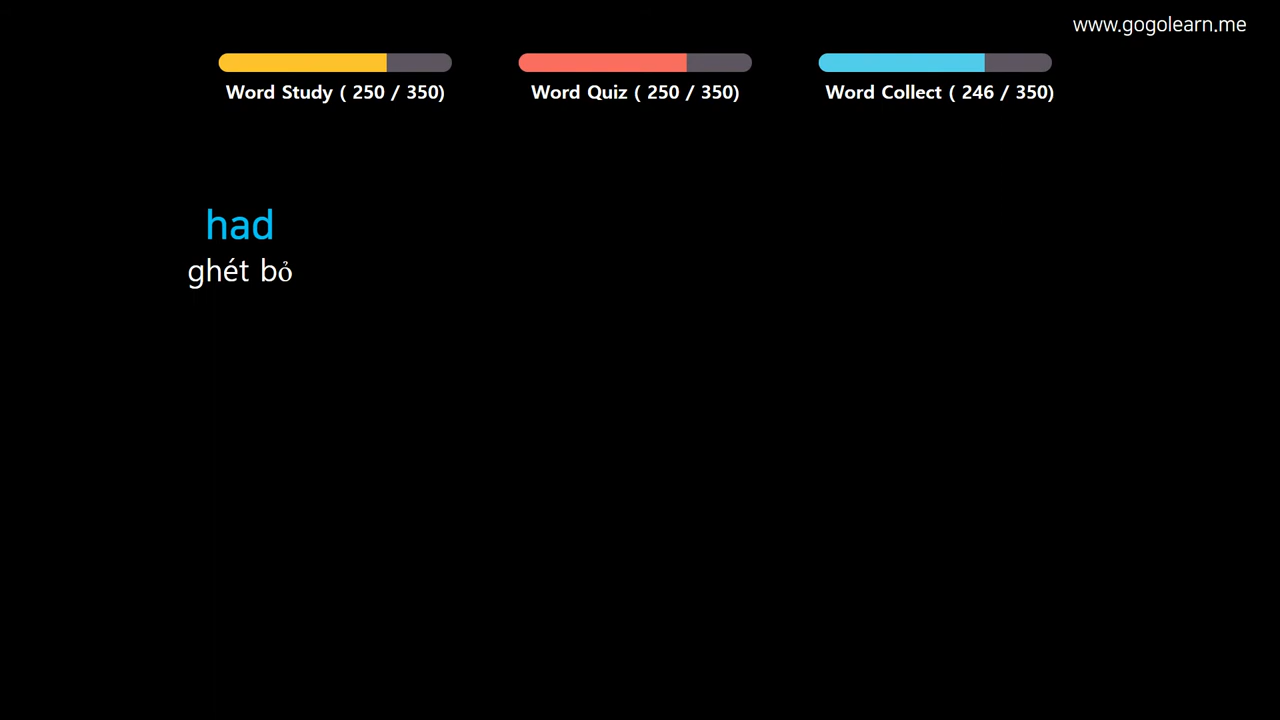 www.gogolearn.me
Word Study ( 250 / 350)
Word Quiz ( 250 / 350)
Word Collect ( 246 / 350)
had
ghét bỏ